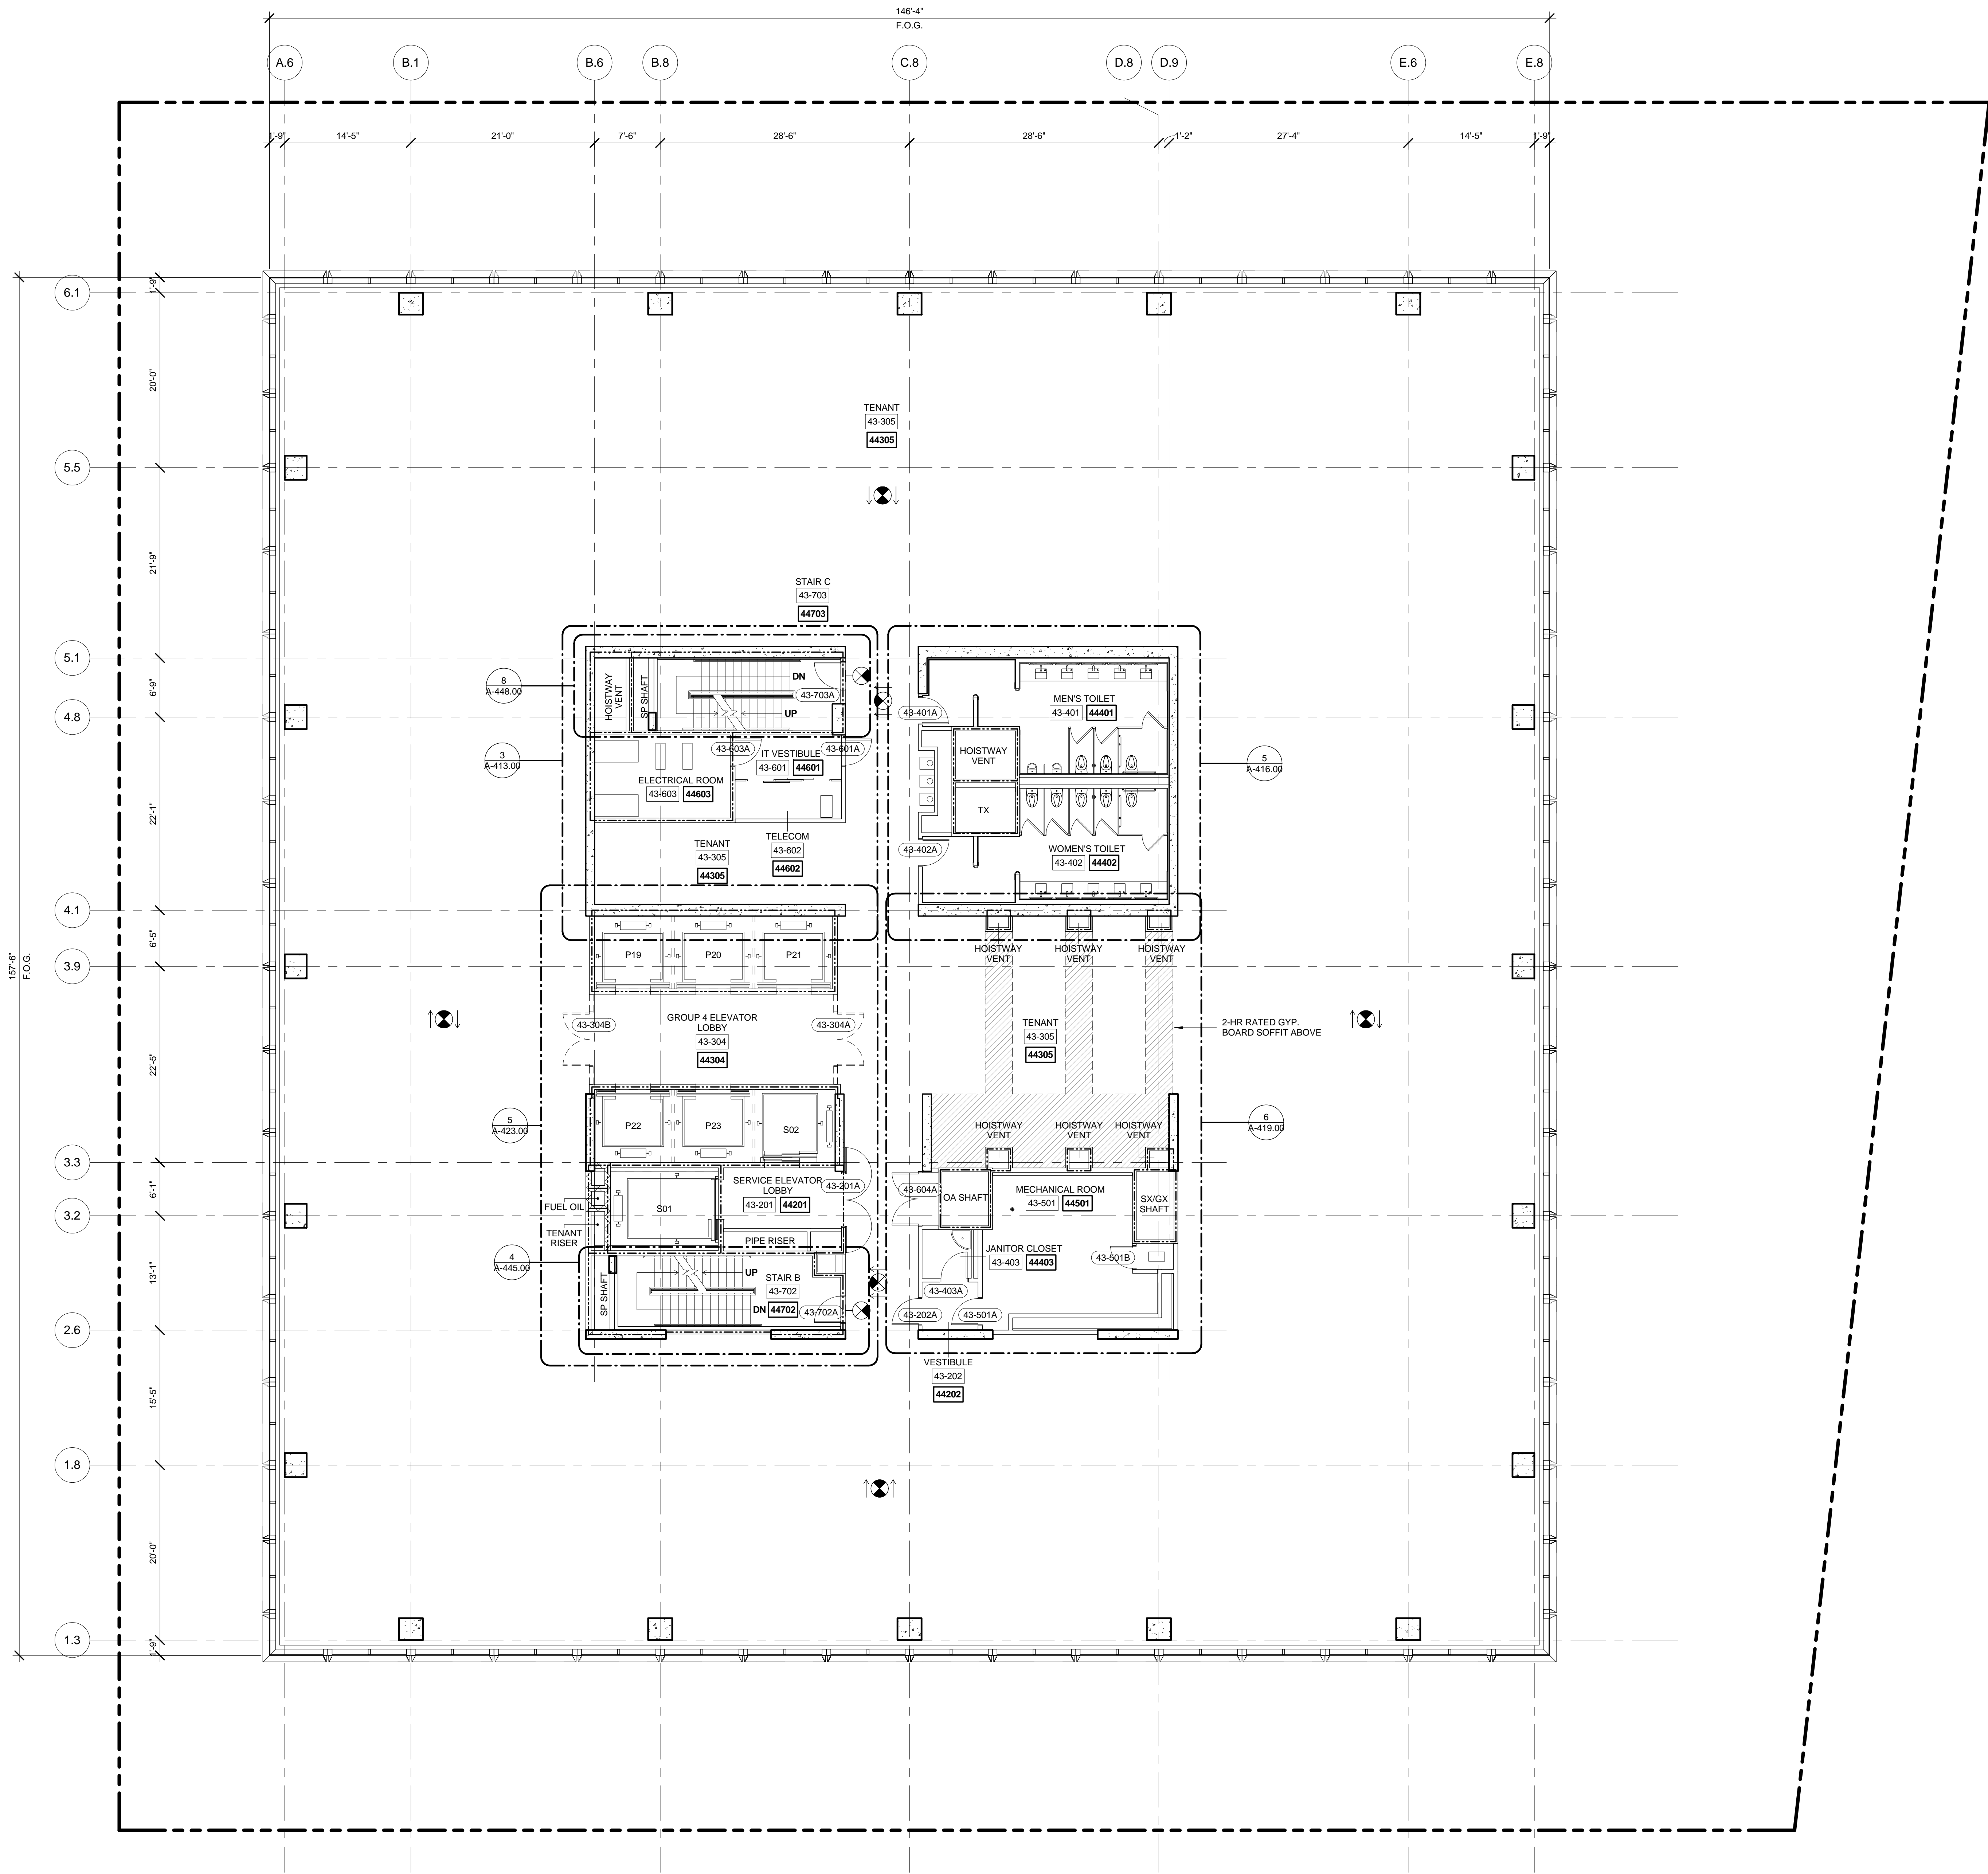 146'-4"
F.O.G.
A.6
B.1
B.6
B.8
C.8
D.8
D.9
E.6
E.8
1'-9"
14'-5"
21'-0"
7'-6"
28'-6"
28'-6"
1'-2"
27'-4"
14'-5"
1'-9"
157'-6"
F.O.G.
6.1
5.5
5.1
4.8
4.1
3.9
3.3
3.2
2.6
1.8
1.3
1'-9"
20'-0"
21'-9"
6'-9"
22'-1"
6'-5"
22'-5"
6'-1"
13'-1"
15'-5"
20'-0"
1'-9"
TENANT
43-305
44305
STAIR C
43-703
44703
8
A-448.00
HOISTWAY
VENT
SP SHAFT
DN
43-703A
UP
3
A-413.00
43-603A
43-601A
IT VESTIBULE
43-601 44601
ELECTRICAL ROOM
43-603 44603
TELECOM
43-602
44602
TENANT
43-305
44305
43-401A
MEN'S TOILET
43-401 44401
HOISTWAY
VENT
TX
5
A-416.00
43-402A
WOMEN'S TOILET
43-402 44402
P19
P20
P21
HOISTWAY
VENT
HOISTWAY
VENT
HOISTWAY
VENT
43-304B
GROUP 4 ELEVATOR
LOBBY
43-304
44304
43-304A
TENANT
43-305
44305
2-HR RATED GYP.
BOARD SOFFIT ABOVE
5
A-423.00
P22
P23
S02
HOISTWAY
VENT
HOISTWAY
VENT
HOISTWAY
VENT
6
A-419.00
SERVICE ELEVATOR
LOBBY
43-201 44201
43-201A
43-604A
OA SHAFT
MECHANICAL ROOM
43-501 44501
SX/GX
SHAFT
FUEL OIL
S01
TENANT
RISER
PIPE RISER
4
A-445.00
JANITOR CLOSET
43-403 44403
43-501B
SP SHAFT
UP
STAIR B
43-702
DN 44702
43-702A
43-403A
43-202A
43-501A
VESTIBULE
43-202
44202